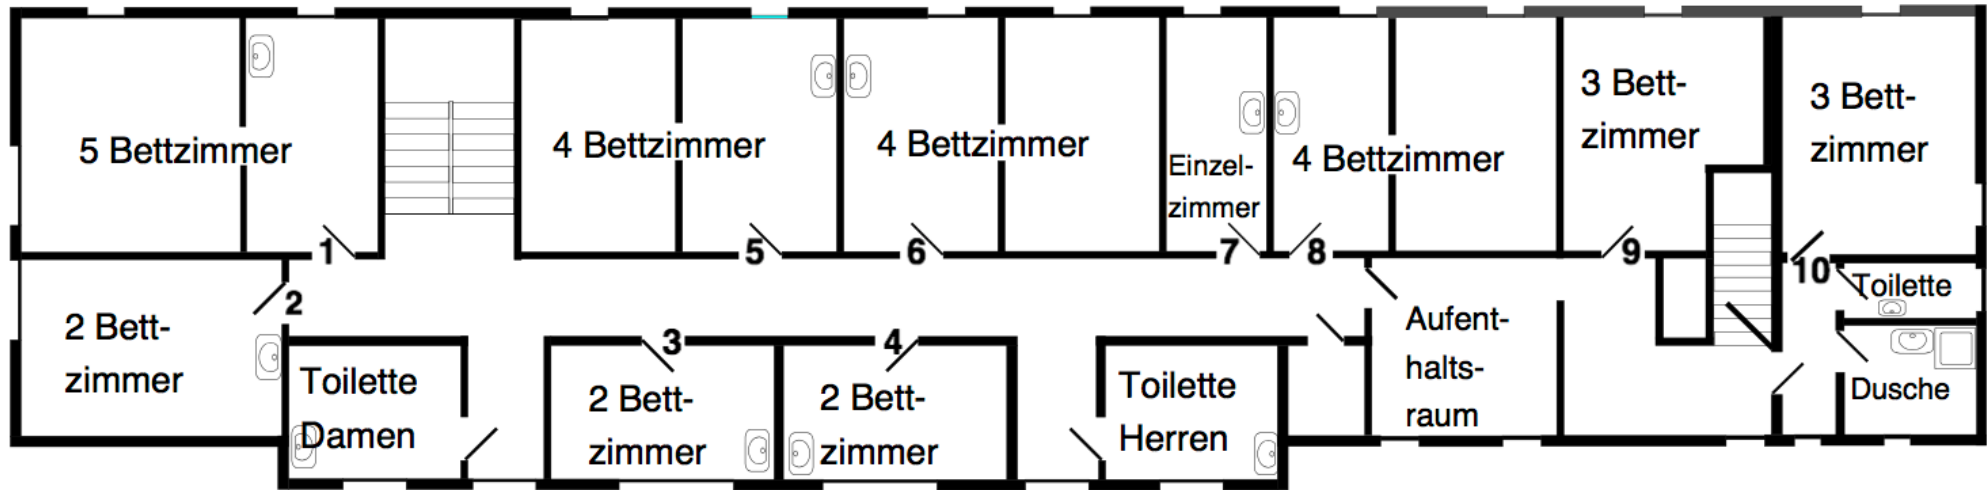 5 Bettzimmer
4 Bettzimmer
4 Bettzimmer
Einzel-
zimmer
4 Bettzimmer
3 Bett-
zimmer
3 Bett-
zimmer
1
5
6
7
8
9
10
2
2 Bett-
zimmer
Toilette
Damen
3
2 Bett-
zimmer
4
2 Bett-
zimmer
Toilette
Herren
Aufent-
halts-
raum
Toilette
Dusche